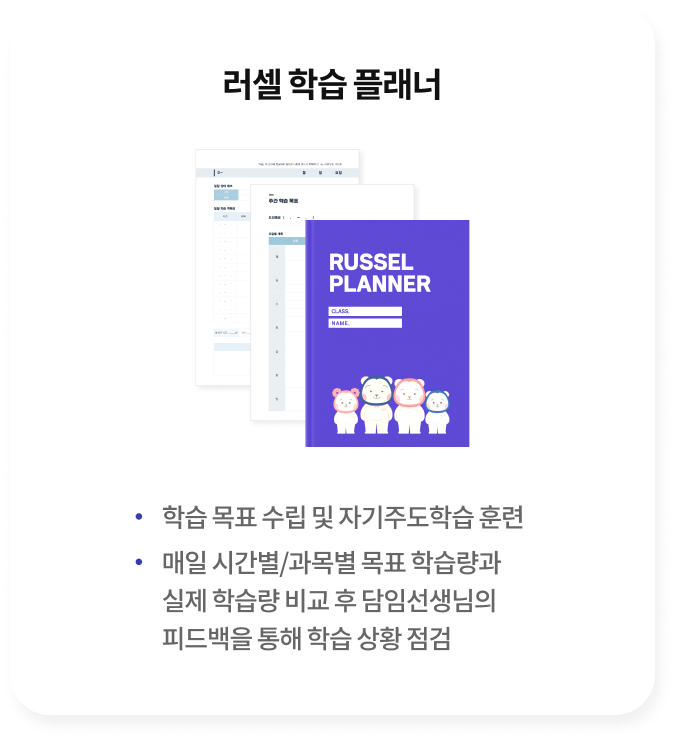 러셀 학습 플래너
주간 학습 목표
RUSSEL
PLANNER
CLASS.
NAME.
• 학습 목표 수립 및 자기주도학습 훈련
• 매일 시간별/과목별 목표 학습량과
실제 학습량 비교 후 담임선생님의
피드백을 통해 학습 상황 점검